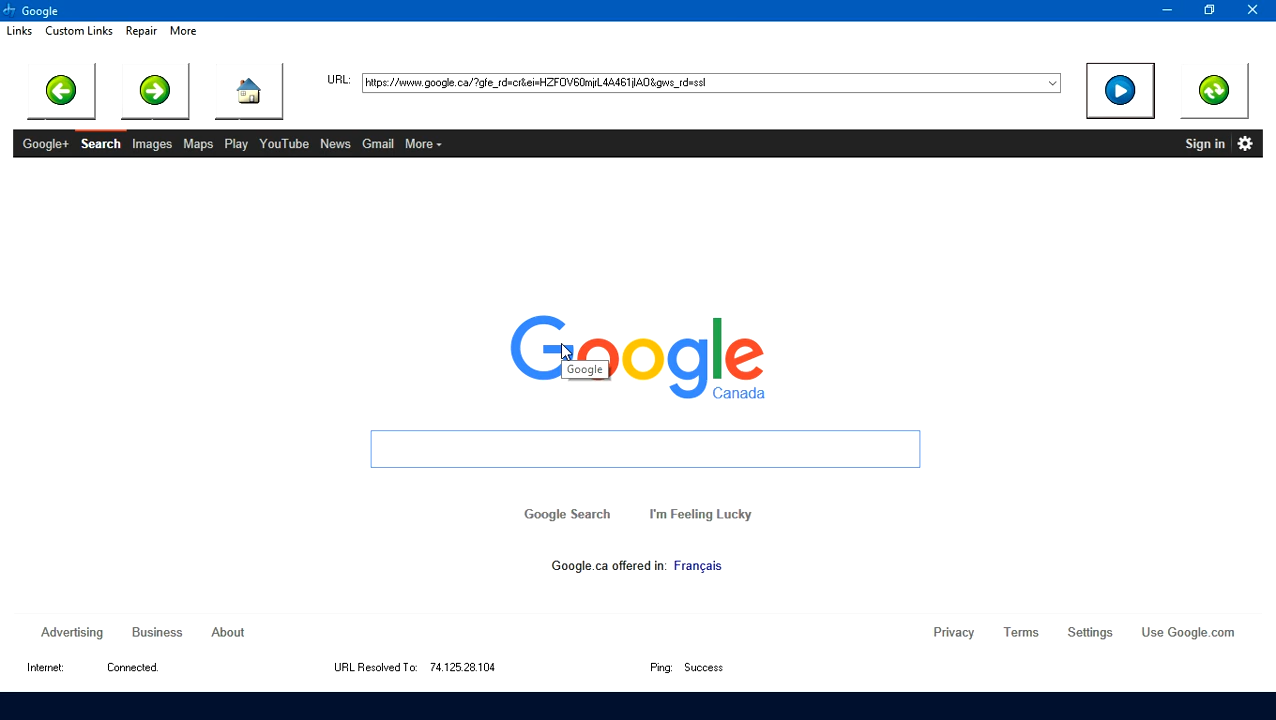 Google
Links Custom Links Repair More
URL: https://www.google.ca/?gfe_rd=cr&ei=HZFOV60mjrL4A461jIAO&gws_rd=ssl
Google+ Search Images Maps Play YouTube News Gmail More Sign in
Google
Canada
Google
Google Search I'm Feeling Lucky
Google.ca offered in: Français
Advertising Business About Privacy Terms Settings Use Google.com
Internet: Connected. URL Resolved To: 74.125.28.104 Ping: Success